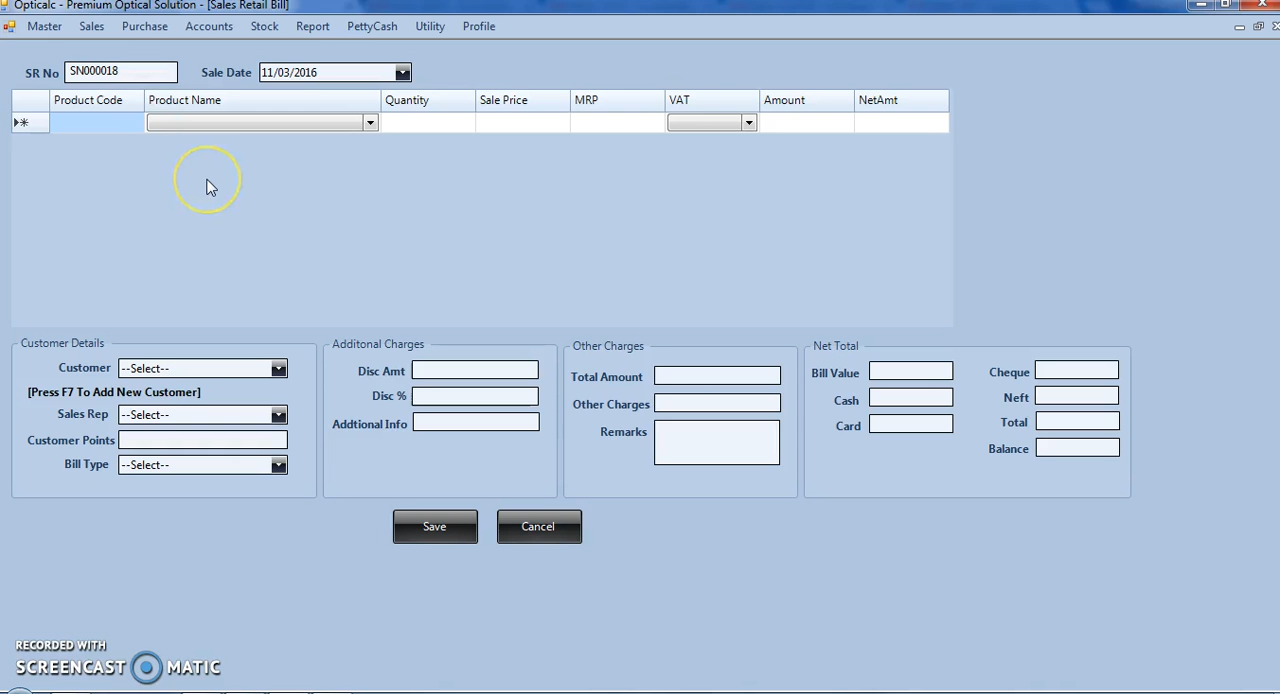 Opticalc - Premium Optical Solution - [Sales Retail Bill]
Master Sales Purchase Accounts Stock Report PettyCash Utility Profile
SR No SN000018 Sale Date 11/03/2016
Product Code Product Name Quantity Sale Price MRP VAT Amount NetAmt
Customer Details
Customer --Select--
[Press F7 To Add New Customer]
Sales Rep --Select--
Customer Points
Bill Type --Select--
Additonal Charges
Disc Amt
Disc %
Addtional Info
Other Charges
Total Amount
Other Charges
Remarks
Net Total
Bill Value Cheque
Cash Neft
Card Total
Balance
Save Cancel
RECORDED WITH
SCREENCAST MATIC